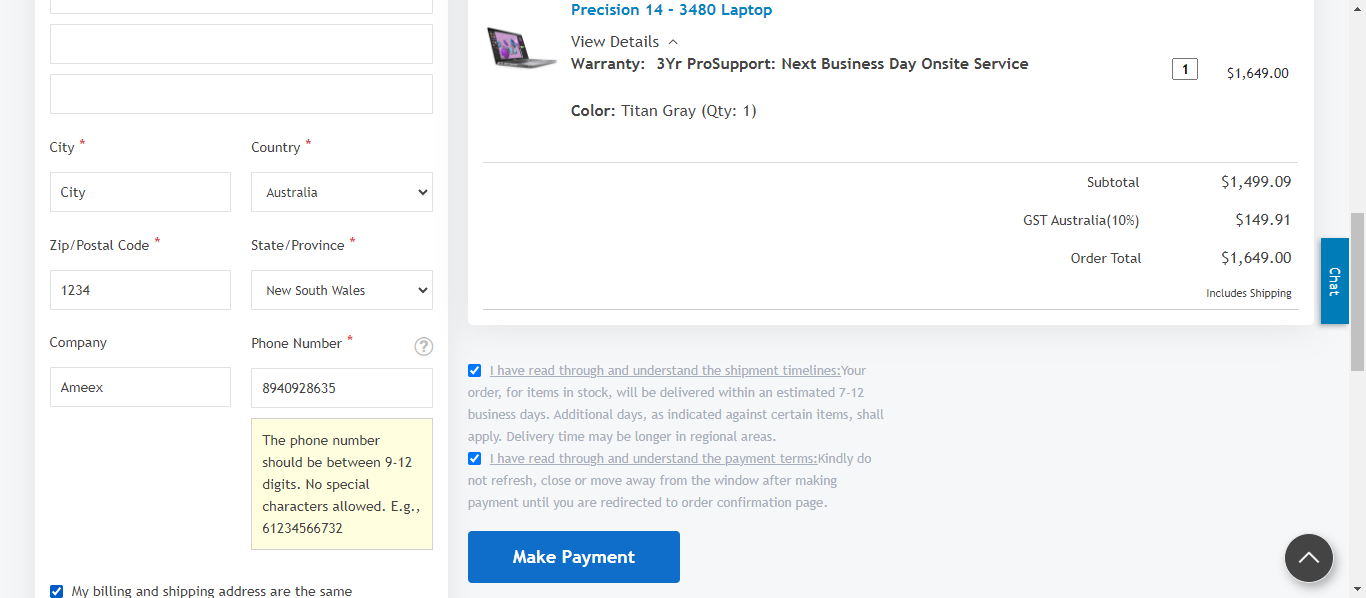 City *
Country *
City
Australia
Zip/Postal Code *
State/Province *
1234
New South Wales
Company
Phone Number *
?
Ameex
8940928635
The phone number
should be between 9-12
digits. No special
characters allowed. E.g.,
61234566732
My billing and shipping address are the same
Precision 14 - 3480 Laptop
View Details
Warranty: 3Yr ProSupport: Next Business Day Onsite Service
1
$1,649.00
Color: Titan Gray (Qty: 1)
Subtotal $1,499.09
GST Australia(10%) $149.91
Order Total $1,649.00
Includes Shipping
I have read through and understand the shipment timelines:Your
order, for items in stock, will be delivered within an estimated 7-12
business days. Additional days, as indicated against certain items, shall
apply. Delivery time may be longer in regional areas.
I have read through and understand the payment terms:Kindly do
not refresh, close or move away from the window after making
payment until you are redirected to order confirmation page.
Make Payment
Chat